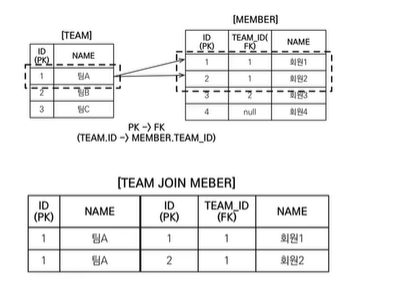 [TEAM]
ID
(PK)
NAME
1
팀A
2
팀B
3
팀C
[MEMBER]
ID
(PK)
TEAM_ID(
FK)
NAME
1
1
회원1
2
1
회원2
3
2
회원3
4
null
회원4
PK -> FK
(TEAM.ID -> MEMBER.TEAM_ID)
[TEAM JOIN MEBER]
ID
(PK)
NAME
ID
(PK)
TEAM_ID
(FK)
NAME
1
팀A
1
1
회원1
1
팀A
2
1
회원2